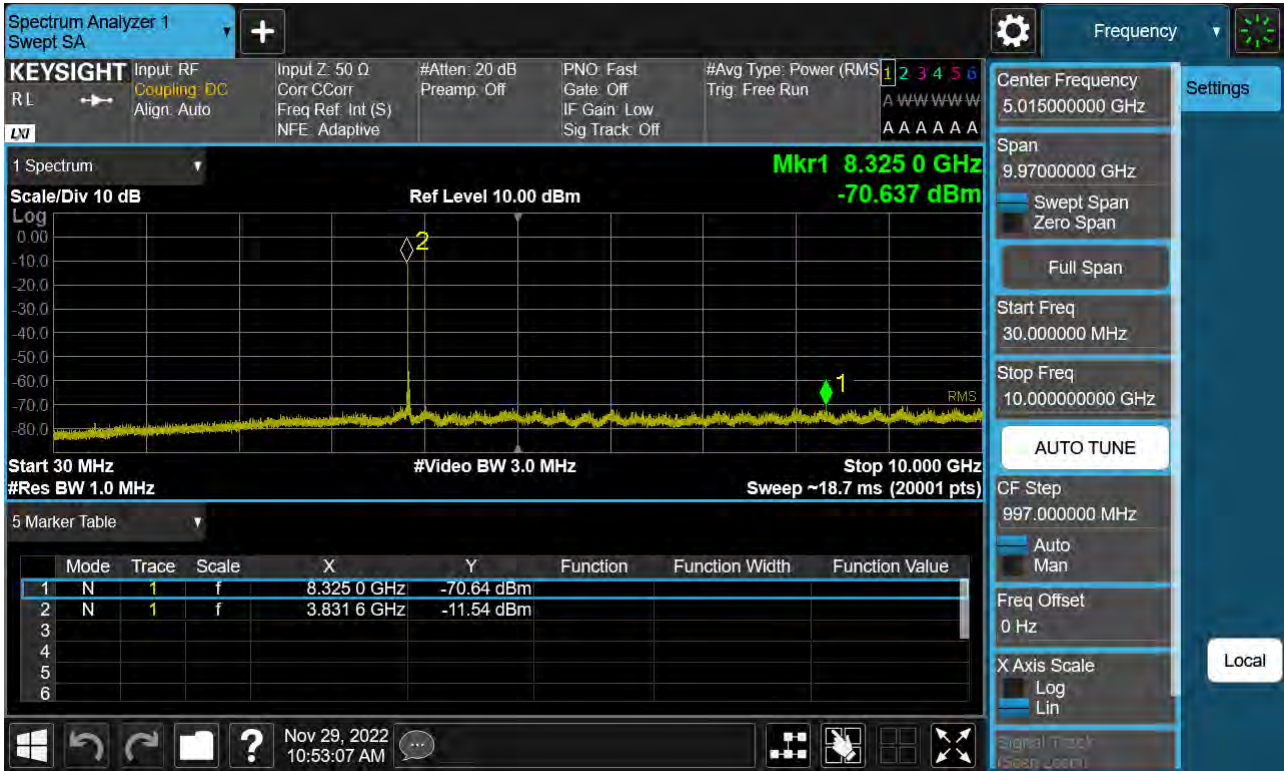 Spectrum Analyzer 1
Swept SA
Frequency
KEYSIGHT
RL
LXI
Input: RF
Coupling: DC
Align: Auto
Input Z: 50 Ω
Corr CCorr
Freq Ref: Int (S)
NFE: Adaptive
#Atten: 20 dB
Preamp: Off
PNO: Fast
Gate: Off
IF Gain: Low
Sig Track: Off
#Avg Type: Power (RMS
Trig: Free Run
1 2 3 4 5 6
A W W W W W
A A A A A A
1 Spectrum
Scale/Div 10 dB
Ref Level 10.00 dBm
Mkr1 8.325 0 GHz
-70.637 dBm
Log
0.00
-10.0
-20.0
-30.0
-40.0
-50.0
-60.0
-70.0
-80.0
2
1
RMS
Start 30 MHz
#Video BW 3.0 MHz
Stop 10.000 GHz
#Res BW 1.0 MHz
Sweep ~18.7 ms (20001 pts)
5 Marker Table
Mode Trace Scale X Y Function Function Width Function Value
1 N 1 f 8.325 0 GHz -70.64 dBm
2 N 1 f 3.831 6 GHz -11.54 dBm
3
4
5
6
Nov 29, 2022
10:53:07 AM
Center Frequency
5.015000000 GHz
Span
9.97000000 GHz
Swept Span
Zero Span
Full Span
Start Freq
30.000000 MHz
Stop Freq
10.000000000 GHz
AUTO TUNE
CF Step
997.000000 MHz
Auto
Man
Freq Offset
0 Hz
X Axis Scale
Log
Lin
Signal Track
(Span Zoom)
Settings
Local